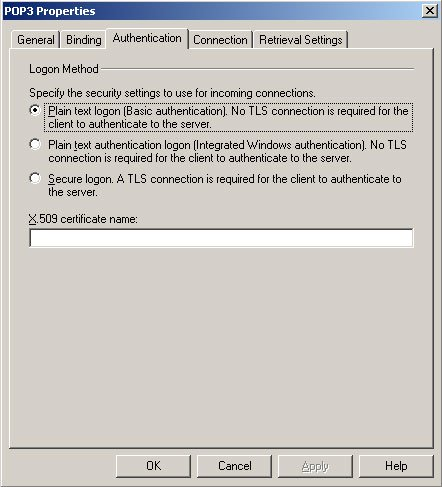 POP3 Properties
General Binding Authentication Connection Retrieval Settings
Logon Method
Specify the security settings to use for incoming connections.
Plain text logon (Basic authentication). No TLS connection is required for the
client to authenticate to the server.
Plain text authentication logon (Integrated Windows authentication). No TLS
connection is required for the client to authenticate to the server.
Secure logon. A TLS connection is required for the client to authenticate to
the server.
X.509 certificate name:
OK Cancel Apply Help